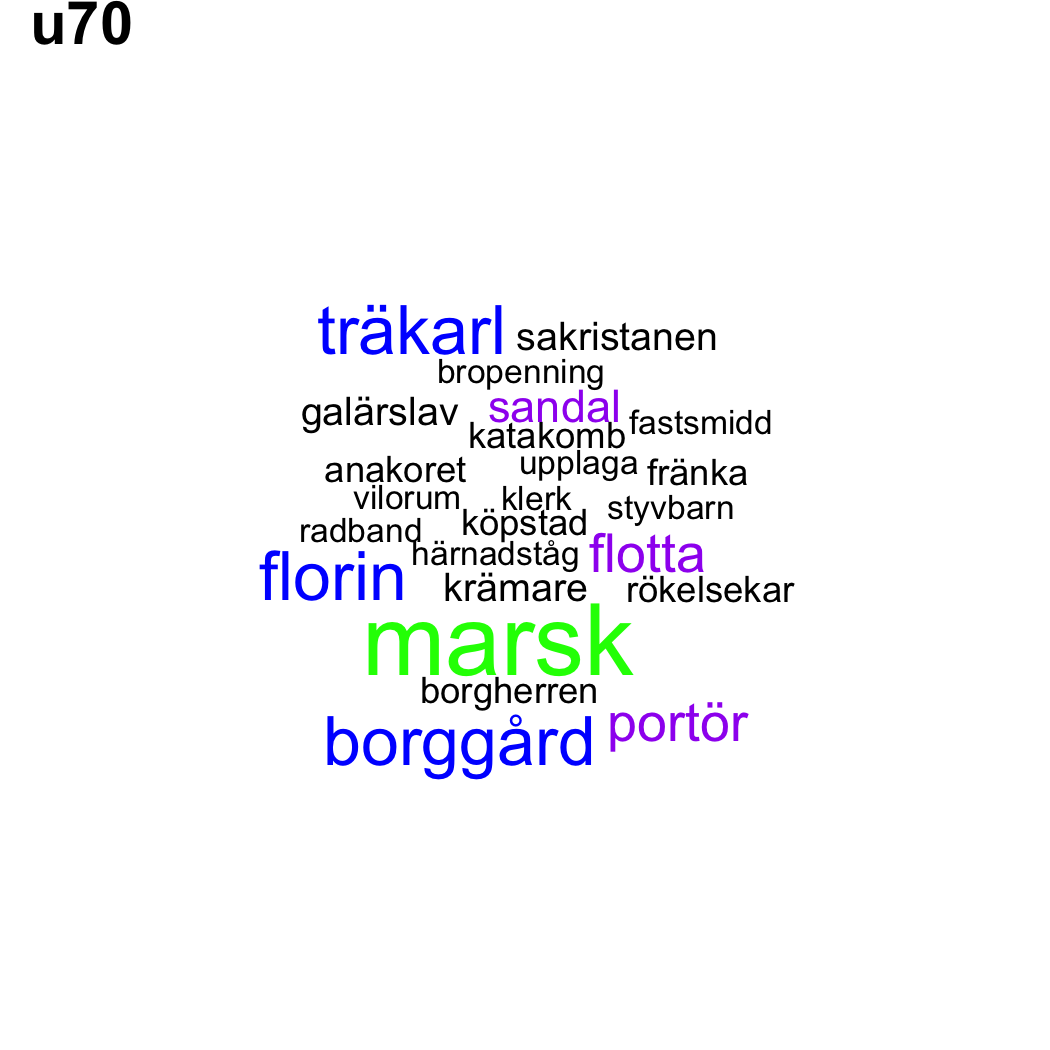 u70
träkarl sakristanen
bropenning
galärslav sandal fastsmidd
katakomb
anakoret upplaga fränka
vilorum klerk styvbarn
radband köpstad
florin härnadståg flotta
krämare rökelsekar
marsk
borgherren
borggård portör